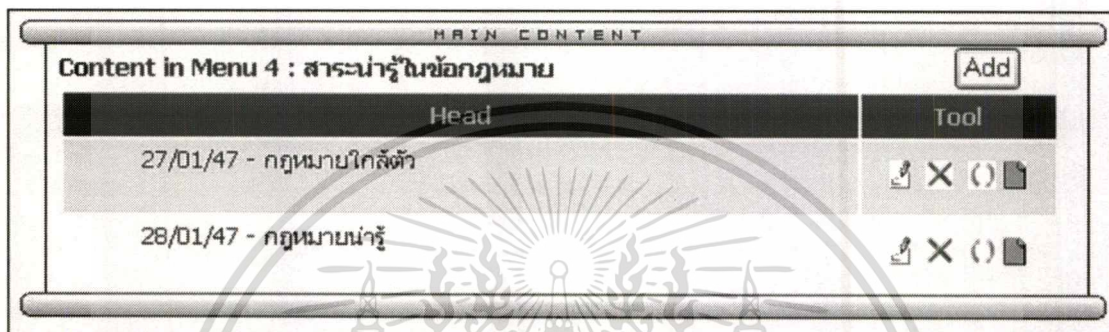 MAIN CONTENT
Content in Menu 4 : สาระน่ารู้ในข้อกฎหมาย Add
Head Tool
27/01/47 - กฎหมายใกล้ตัว
28/01/47 - กฎหมายน่ารู้